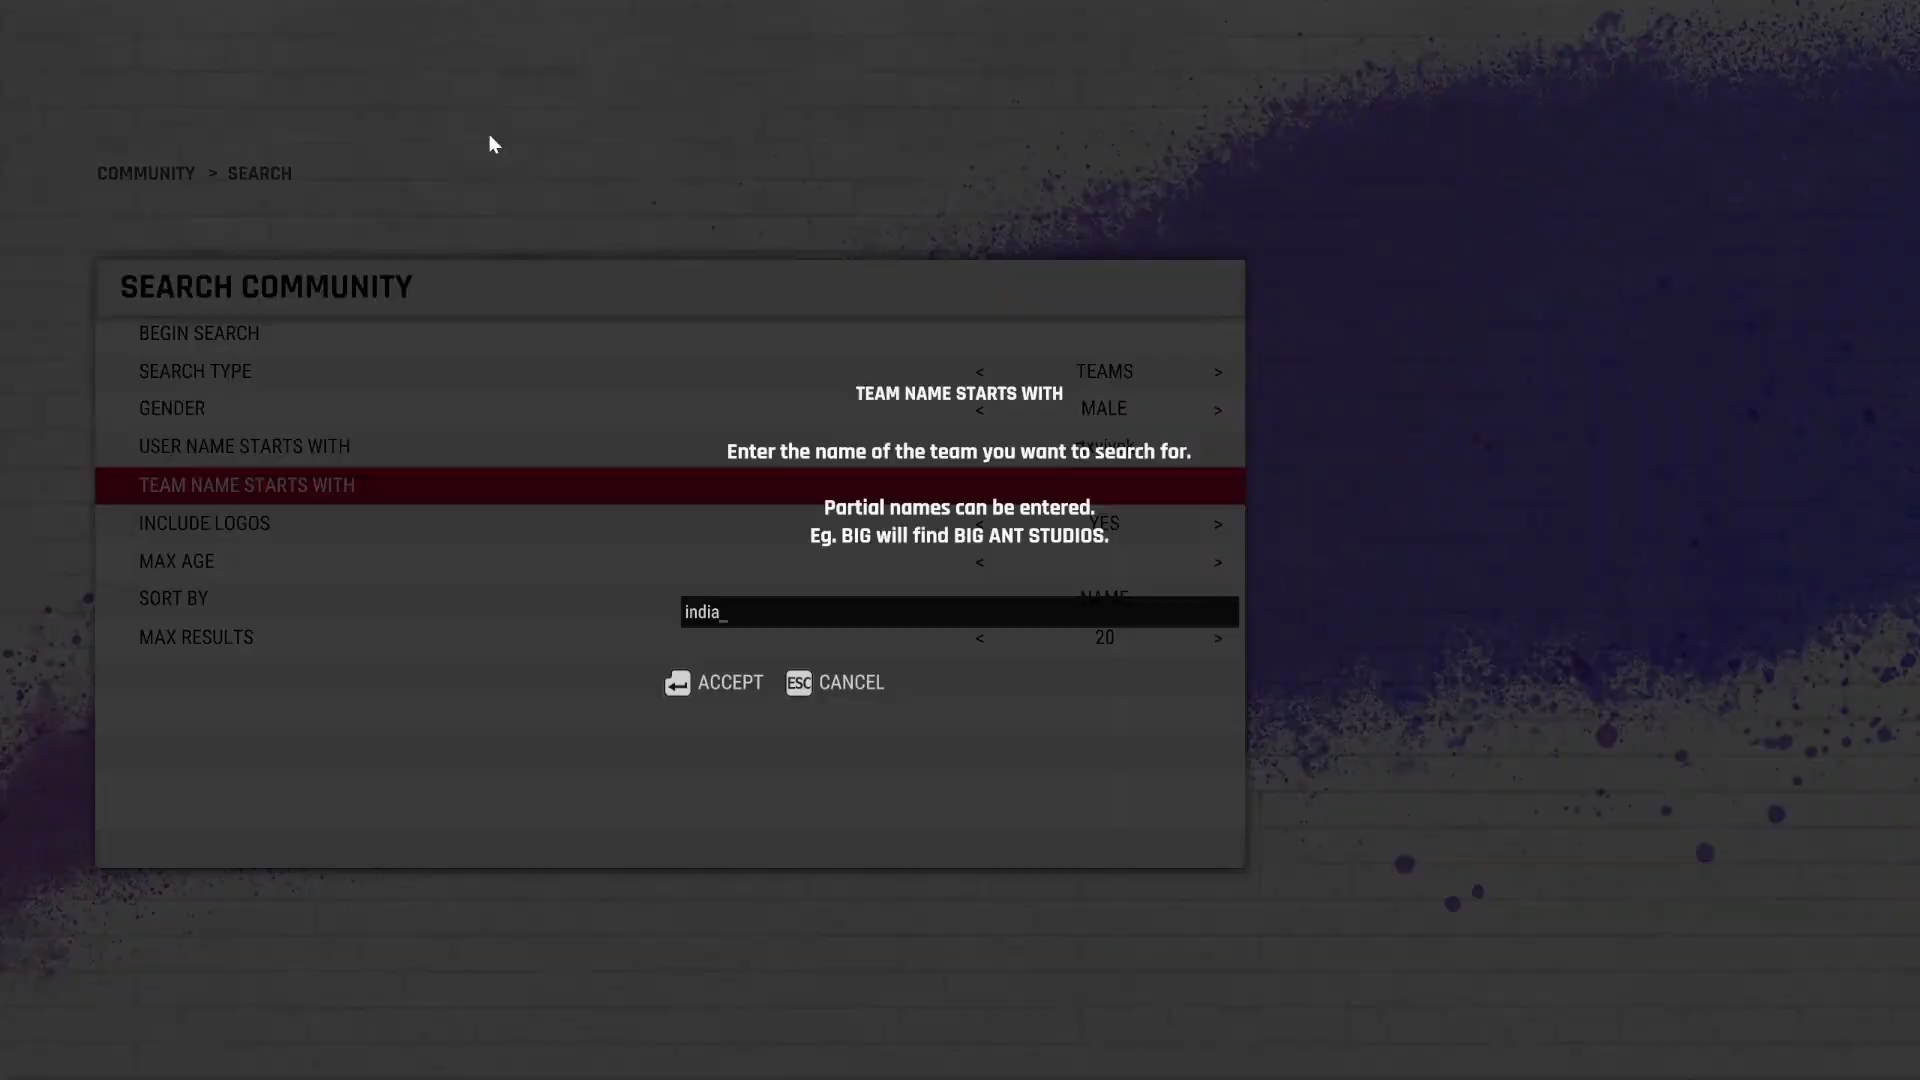 COMMUNITY > SEARCH
SEARCH COMMUNITY
BEGIN SEARCH
SEARCH TYPE < TEAMS >
TEAM NAME STARTS WITH
GENDER < MALE >
USER NAME STARTS WITH
Enter the name of the team you want to search for.
TEAM NAME STARTS WITH
Partial names can be entered.
INCLUDE LOGOS < YES >
Eg. BIG will find BIG ANT STUDIOS.
MAX AGE < >
SORT BY NAME
india_
MAX RESULTS < 20 >
ACCEPT ESC CANCEL